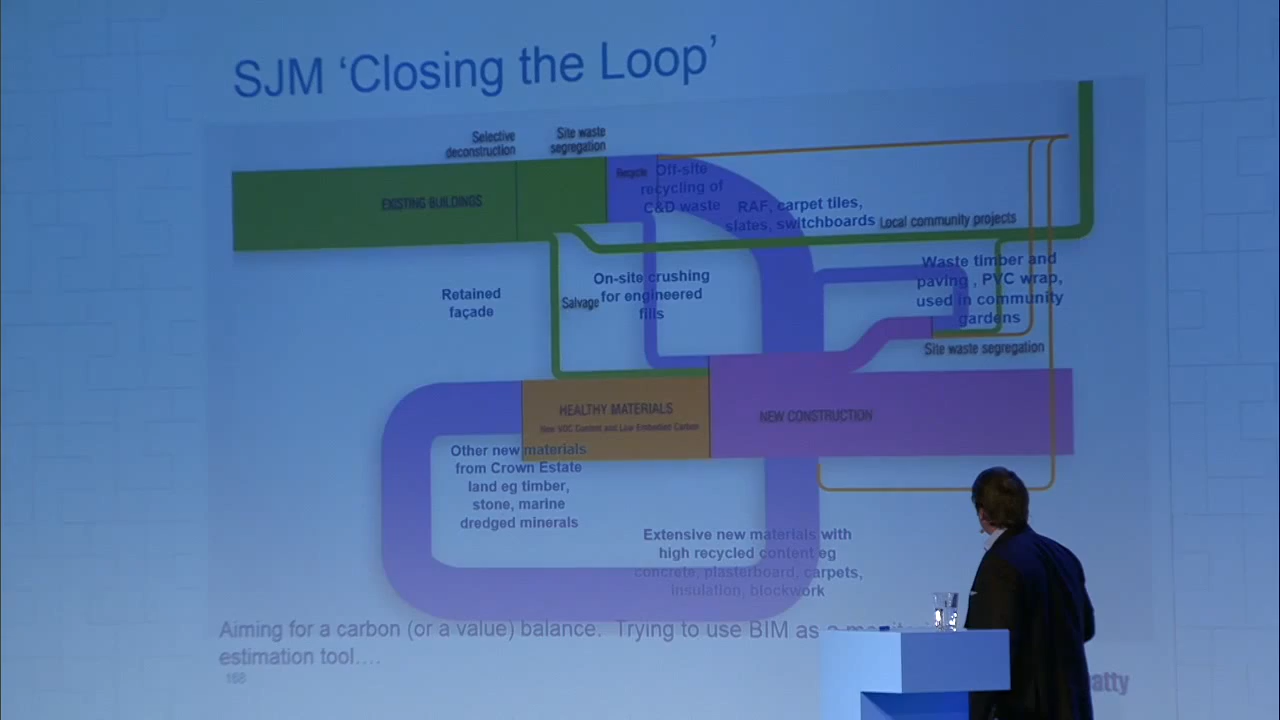 SJM ‘Closing the Loop’
Selective
deconstruction
Site waste
segregation
EXISTING BUILDINGS
Recycle
Off-site
recycling of
C&D waste
RAF, carpet tiles,
slates, switchboards
Local community projects
Retained
façade
Salvage
On-site crushing
for engineered
fills
Waste timber and
paving , PVC wrap,
used in community
gardens
Site waste segregation
HEALTHY MATERIALS
VOC Content and Low Embodied Carbon
NEW CONSTRUCTION
Other new materials
from Crown Estate
land eg timber,
stone, marine
dredged minerals
Extensive new materials with
high recycled content eg
concrete, plasterboard, carpets,
insulation, blockwork
Aiming for a carbon (or a value) balance. Trying to use BIM as a
estimation tool….
168
atty